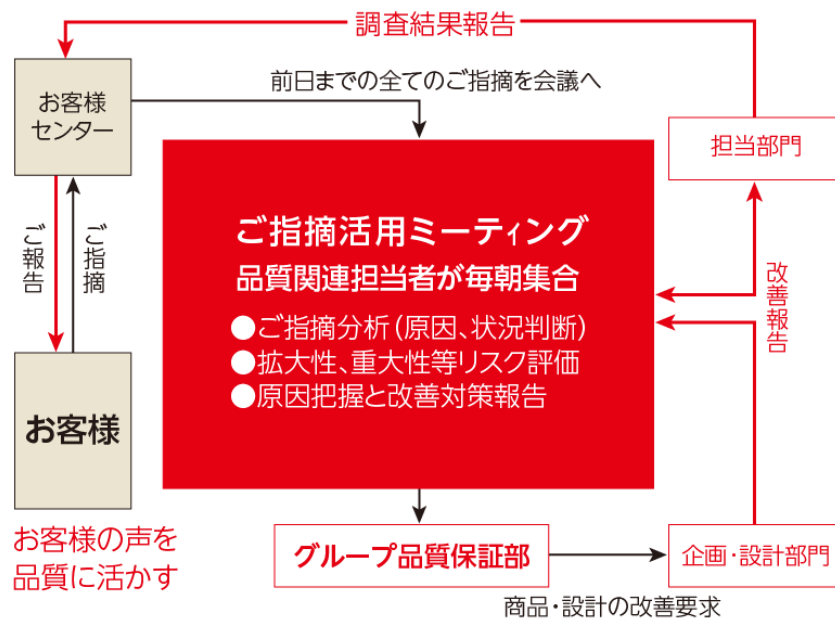 調査結果報告
前日までの全てのご指摘を会議へ
お客様
センター
担当部門
ご報告
ご指摘
ご指摘活用ミーティング
品質関連担当者が毎朝集合
●ご指摘分析(原因、状況判断)
●拡大性、重大性等リスク評価
●原因把握と改善対策報告
改善報告
お客様
お客様の声を
品質に活かす
グループ品質保証部
企画・設計部門
商品・設計の改善要求